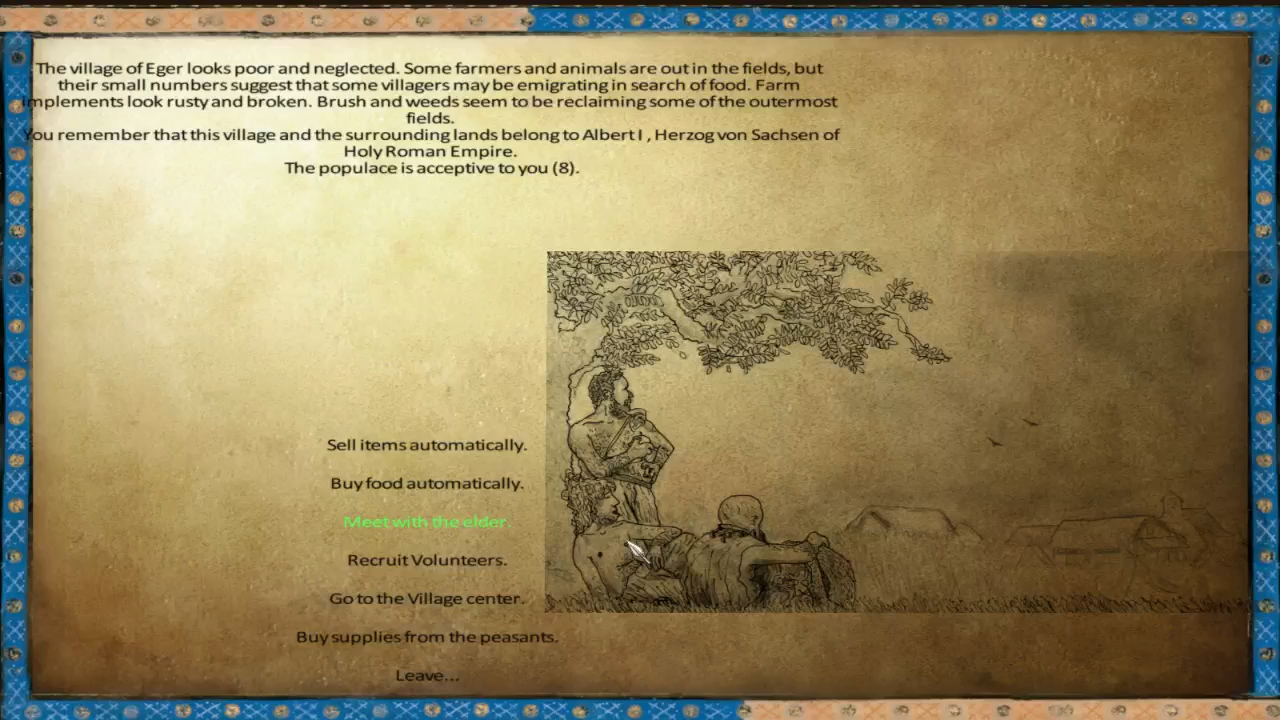 The village of Eger looks poor and neglected. Some farmers and animals are out in the fields, but
their small numbers suggest that some villagers may be emigrating in search of food. Farm
implements look rusty and broken. Brush and weeds seem to be reclaiming some of the outermost
fields.
You remember that this village and the surrounding lands belong to Albert I , Herzog von Sachsen of
Holy Roman Empire.
The populace is acceptive to you (8).
Sell items automatically.
Buy food automatically.
Meet with the elder.
Recruit Volunteers.
Go to the Village center.
Buy supplies from the peasants.
Leave...